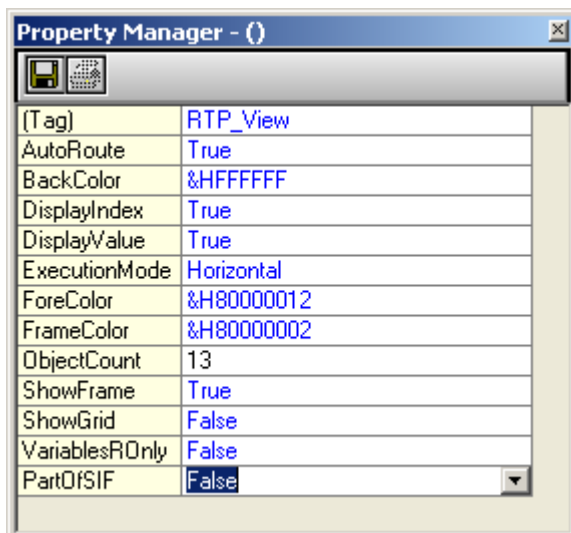 Property Manager - ()
(Tag) RTP_View
AutoRoute True
BackColor &HFFFFFF
DisplayIndex True
DisplayValue True
ExecutionMode Horizontal
ForeColor &H80000012
FrameColor &H80000002
ObjectCount 13
ShowFrame True
ShowGrid False
VariablesROnly False
PartOfSIF False